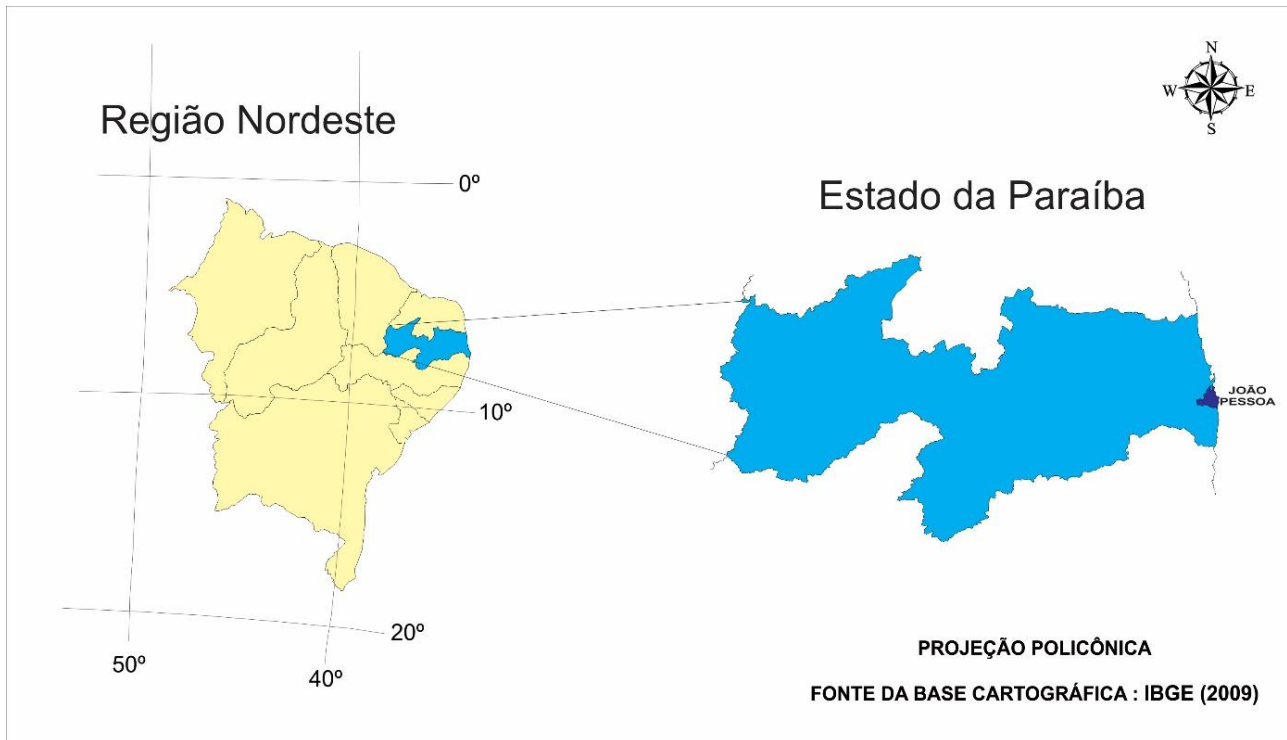 N
W E
S
Região Nordeste
0º
10º
20º
50º
40º
Estado da Paraíba
JOÃO
PESSOA
PROJEÇÃO POLICÔNICA
FONTE DA BASE CARTOGRÁFICA : IBGE (2009)